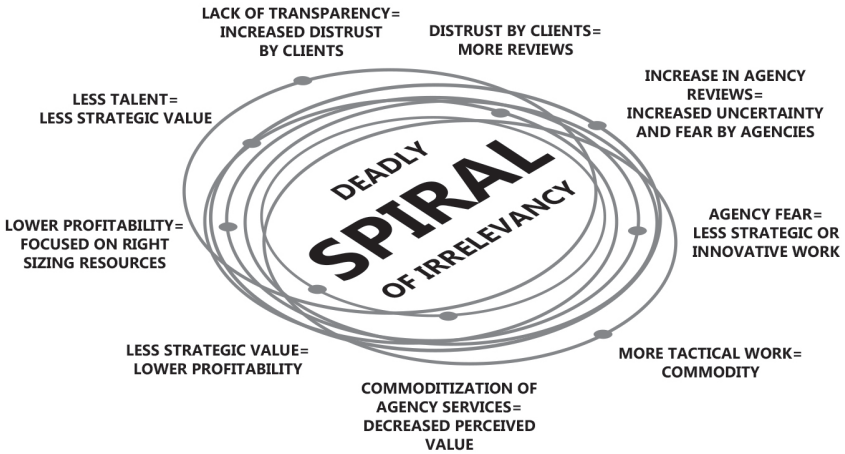 LACK OF TRANSPARENCY=
INCREASED DISTRUST
BY CLIENTS
DISTRUST BY CLIENTS=
MORE REVIEWS
INCREASE IN AGENCY
REVIEWS=
INCREASED UNCERTAINTY
AND FEAR BY AGENCIES
AGENCY FEAR=
LESS STRATEGIC OR
INNOVATIVE WORK
MORE TACTICAL WORK=
COMMODITY
COMMODITIZATION OF
AGENCY SERVICES=
DECREASED PERCEIVED
VALUE
LESS STRATEGIC VALUE=
LOWER PROFITABILITY
LOWER PROFITABILITY=
FOCUSED ON RIGHT
SIZING RESOURCES
LESS TALENT=
LESS STRATEGIC VALUE
DEADLY
SPIRAL
OF IRRELEVANCY